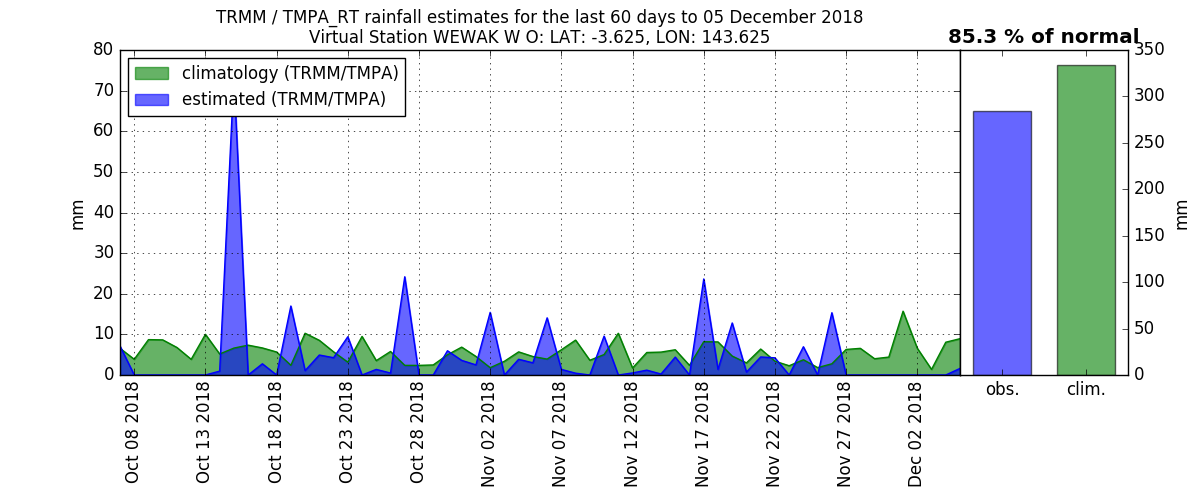 TRMM / TMPA_RT rainfall estimates for the last 60 days to 05 December 2018
Virtual Station WEWAK W O: LAT: -3.625, LON: 143.625
85.3 % of normal
climatology (TRMM/TMPA)
estimated (TRMM/TMPA)
80
70
60
50
40
30
20
10
0
mm
Oct 08 2018
Oct 13 2018
Oct 18 2018
Oct 23 2018
Oct 28 2018
Nov 02 2018
Nov 07 2018
Nov 12 2018
Nov 17 2018
Nov 22 2018
Nov 27 2018
Dec 02 2018
obs.
clim.
350
300
250
200
150
100
50
0
mm